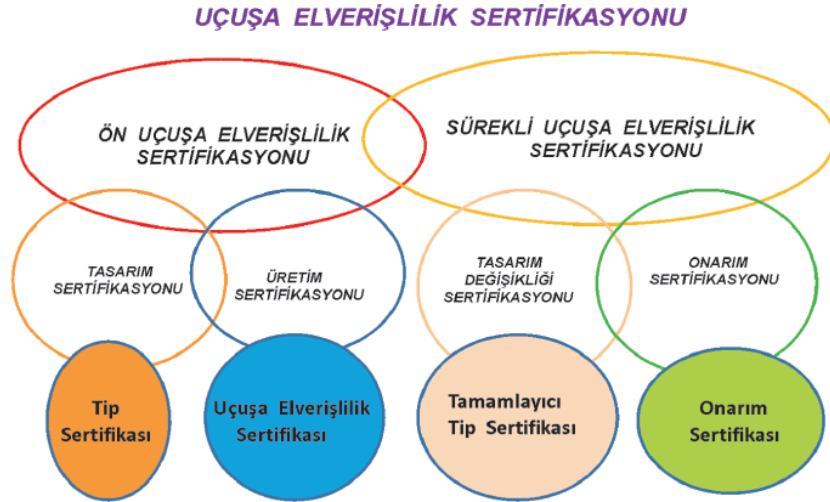 UÇUŞA ELVERİŞLİLİK SERTİFİKASYONU
ÖN UÇUŞA ELVERİŞLİLİK
SERTİFİKASYONU
SÜREKLİ UÇUŞA ELVERİŞLİLİK
SERTİFİKASYONU
TASARIM
SERTİFİKASYONU
ÜRETİM
SERTİFİKASYONU
TASARIM
DEĞİŞİKLİĞİ
SERTİFİKASYONU
ONARIM
SERTİFİKASYONU
Tip
Sertifikası
Uçuşa Elverişlilik
Sertifikası
Tamamlayıcı
Tip Sertifikası
Onarım
Sertifikası